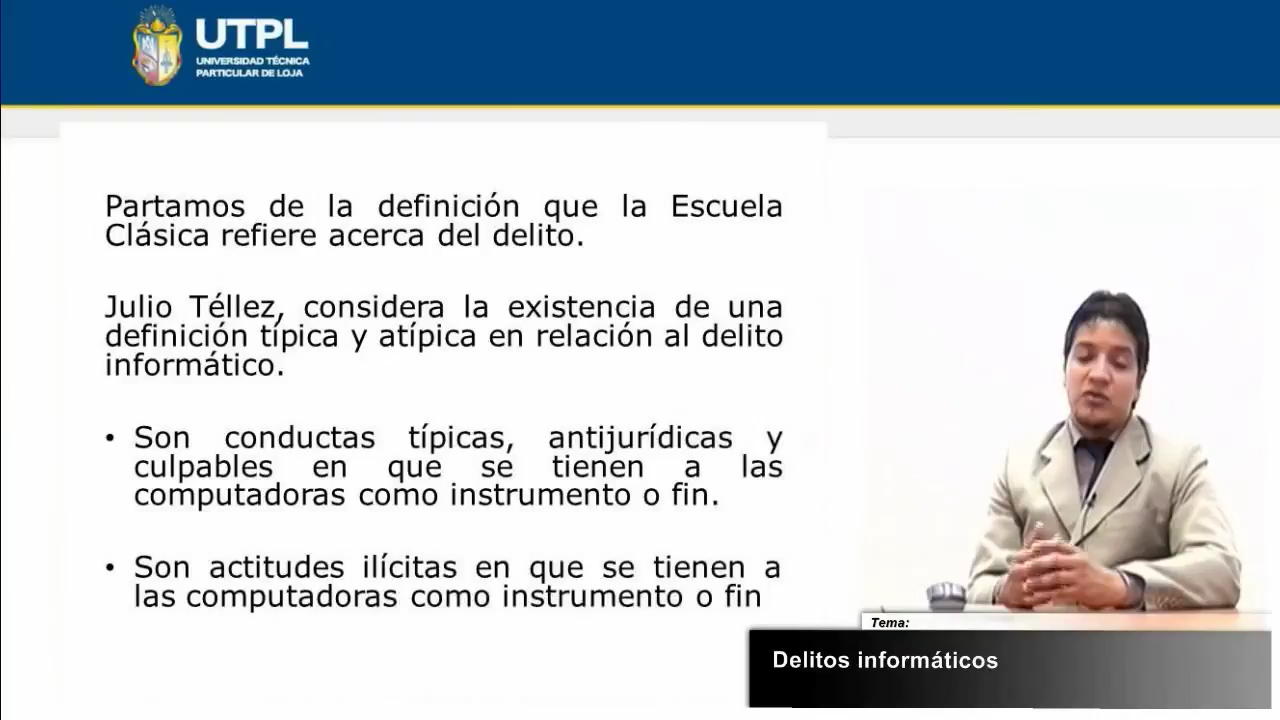 UTPL
UNIVERSIDAD TÉCNICA
PARTICULAR DE LOJA
Partamos de la definición que la Escuela
Clásica refiere acerca del delito.
Julio Téllez, considera la existencia de una
definición típica y atípica en relación al delito
informático.
• Son conductas típicas, antijurídicas y
culpables en que se tienen a las
computadoras como instrumento o fin.
• Son actitudes ilícitas en que se tienen a
las computadoras como instrumento o fin
Tema:
Delitos informáticos